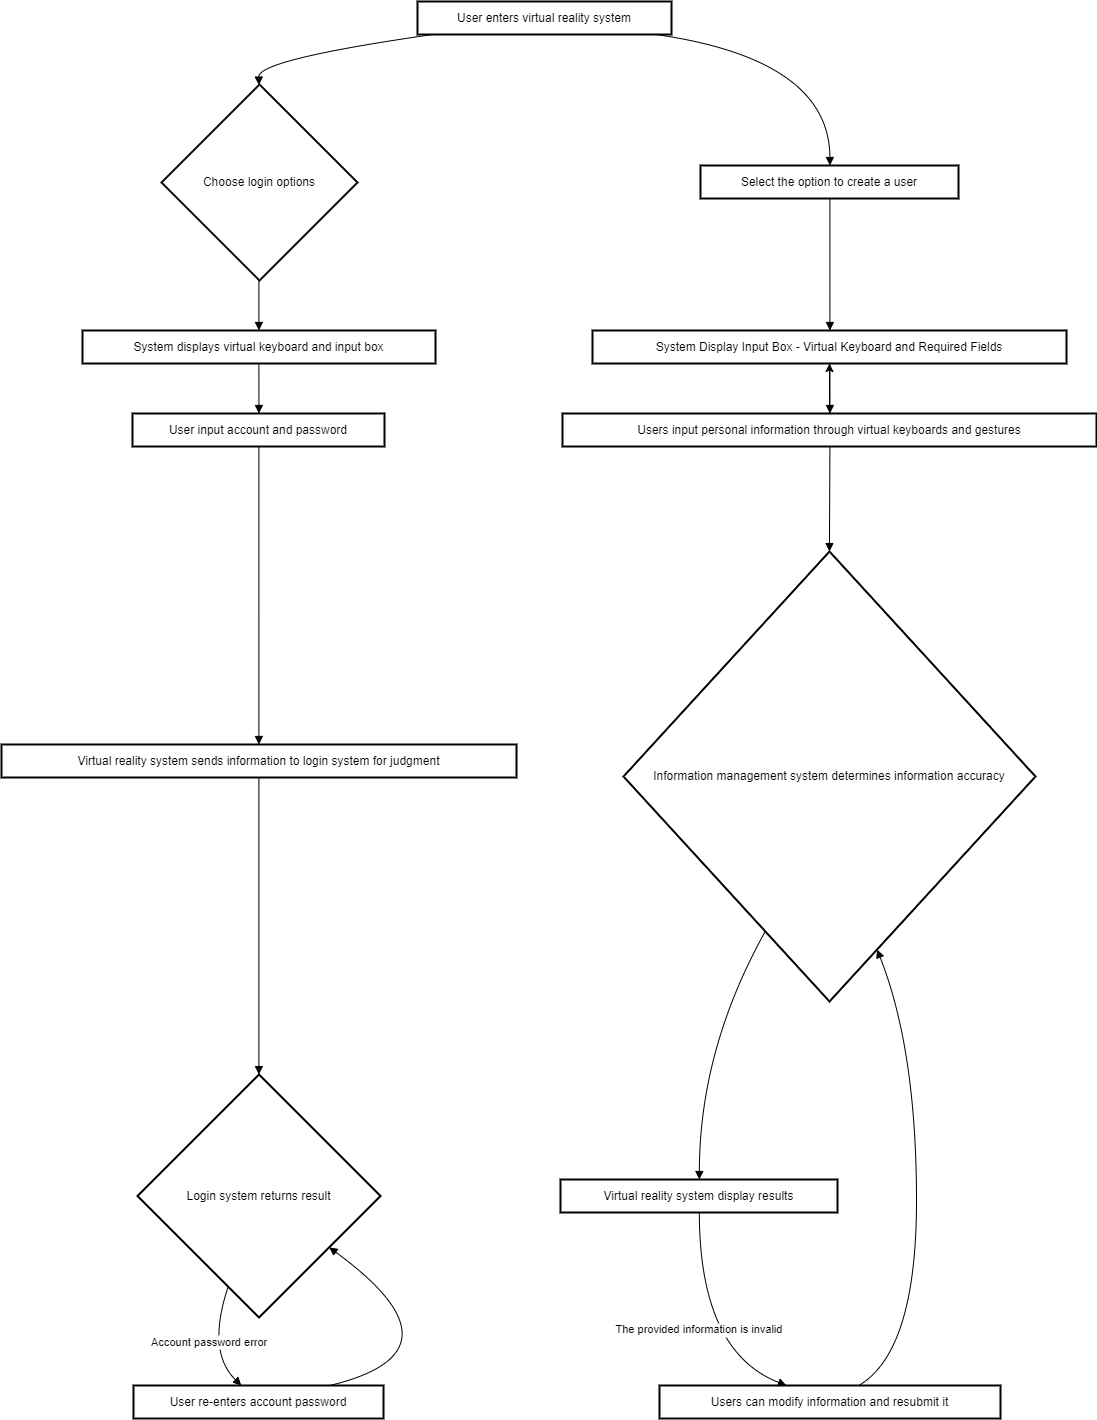 User enters virtual reality system
Choose login options
Select the option to create a user
System displays virtual keyboard and input box
System Display Input Box - Virtual Keyboard and Required Fields
User input account and password
Users input personal information through virtual keyboards and gestures
Virtual reality system sends information to login system for judgment
Information management system determines information accuracy
Login system returns result
Virtual reality system display results
Account password error
The provided information is invalid
User re-enters account password
Users can modify information and resubmit it